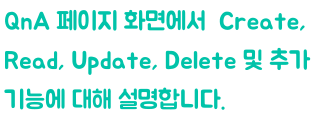 QnA 페이지 화면에서 Create,
Read, Update, Delete 및 추가
기능에 대해 설명합니다.